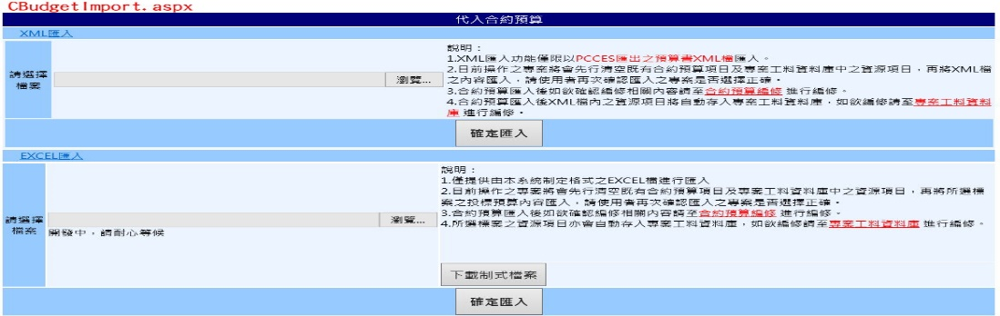 CBudgetImport.aspx
代入合約預算
XML匯入
請選擇
檔案
瀏覽...
說明：
1.XML匯入功能僅限以PCCES匯出之預算書XML檔匯入。
2.目前操作之專案將會先行清空既有合約預算項目及專案工料資料庫中之資源項目，再將XML檔
之內容匯入，請使用者再次確認匯入之專案是否選擇正確。
3.合約預算匯入後如欲確認編修相關內容請至合約預算編修 進行編修。
4.合約預算匯入後XML檔內之資源項目將自動存入專案工料資料庫，如欲編修請至專案工料資料
庫 進行編修。
確定匯入
EXCEL匯入
請選擇
檔案
瀏覽...
開發中，請耐心等候
說明：
1.僅提供由本系統制定格式之EXCEL檔進行匯入
2.目前操作之專案將會先行清空既有合約預算項目及專案工料資料庫中之資源項目，再將所選檔
案之投標預算內容匯入，請使用者再次確認匯入之專案是否選擇正確。
3.合約預算匯入後如欲確認編修相關內容請至合約預算編修 進行編修。
4.所選檔案之資源項目亦會自動存入專案工料資料庫，如欲編修請至專案工料資料庫 進行編修。
下載制式檔案
確定匯入